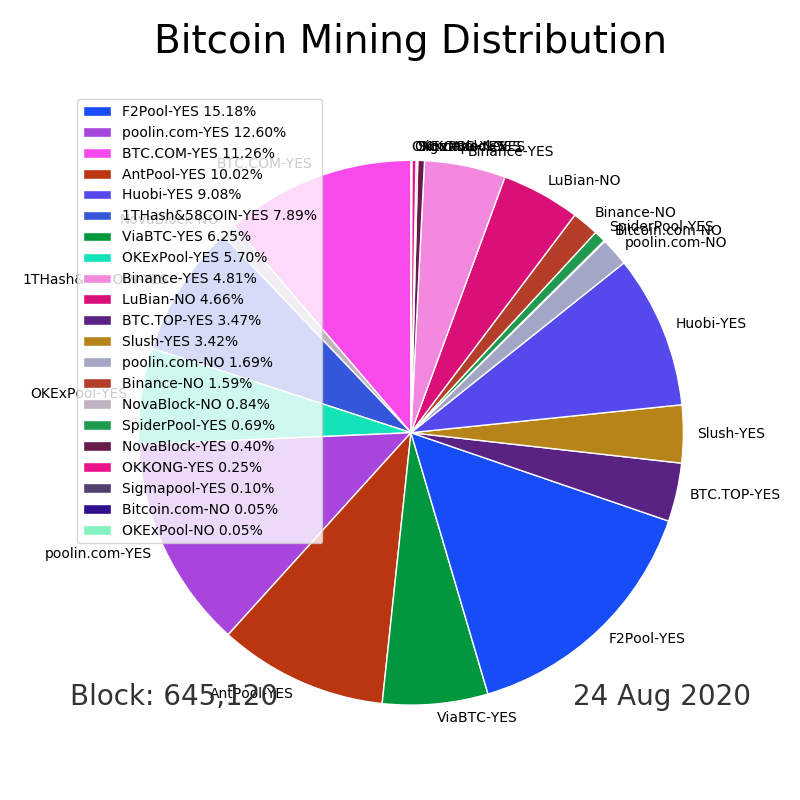 Bitcoin Mining Distribution
F2Pool-YES 15.18%
poolin.com-YES 12.60%
BTC.COM-YES 11.26%
AntPool-YES 10.02%
Huobi-YES 9.08%
1THash&58COIN-YES 7.89%
ViaBTC-YES 6.25%
OKExPool-YES 5.70%
Binance-YES 4.81%
LuBian-NO 4.66%
BTC.TOP-YES 3.47%
Slush-YES 3.42%
poolin.com-NO 1.69%
Binance-NO 1.59%
NovaBlock-NO 0.84%
SpiderPool-YES 0.69%
NovaBlock-YES 0.40%
OKKONG-YES 0.25%
Sigmapool-YES 0.10%
Bitcoin.com-NO 0.05%
OKExPool-NO 0.05%
Binance-YES
LuBian-NO
Binance-NO
SpiderPool-YES
Bitcoin.com-NO
poolin.com-NO
Huobi-YES
Slush-YES
BTC.TOP-YES
F2Pool-YES
ViaBTC-YES
AntPool-YES
poolin.com-YES
OKExPool-YES
NovaBlock-NO
BTC.COM-YES
Block: 645,120
24 Aug 2020